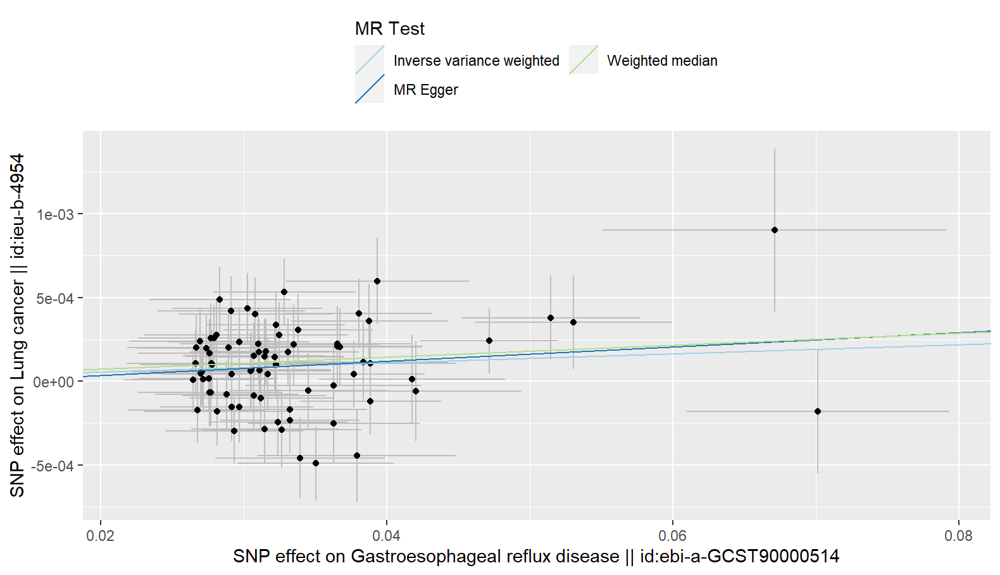 MR Test
Inverse variance weighted
Weighted median
MR Egger
SNP effect on Lung cancer || id:ieu-b-4954
1e-03
5e-04
0e+00
-5e-04
0.02
0.04
0.06
0.08
SNP effect on Gastroesophageal reflux disease || id:ebi-a-GCST90000514